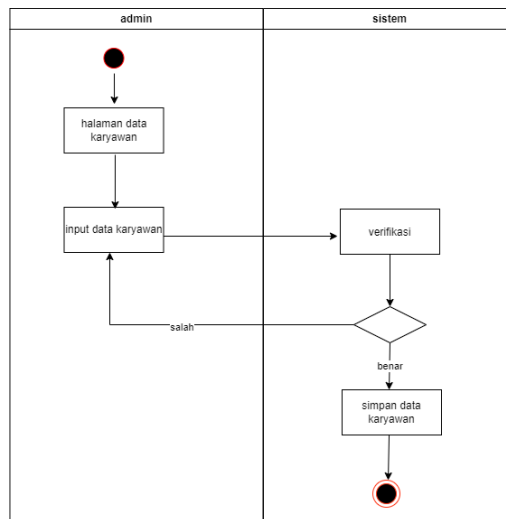 admin
sistem
halaman data
karyawan
input data karyawan
verifikasi
salah
benar
simpan data
karyawan